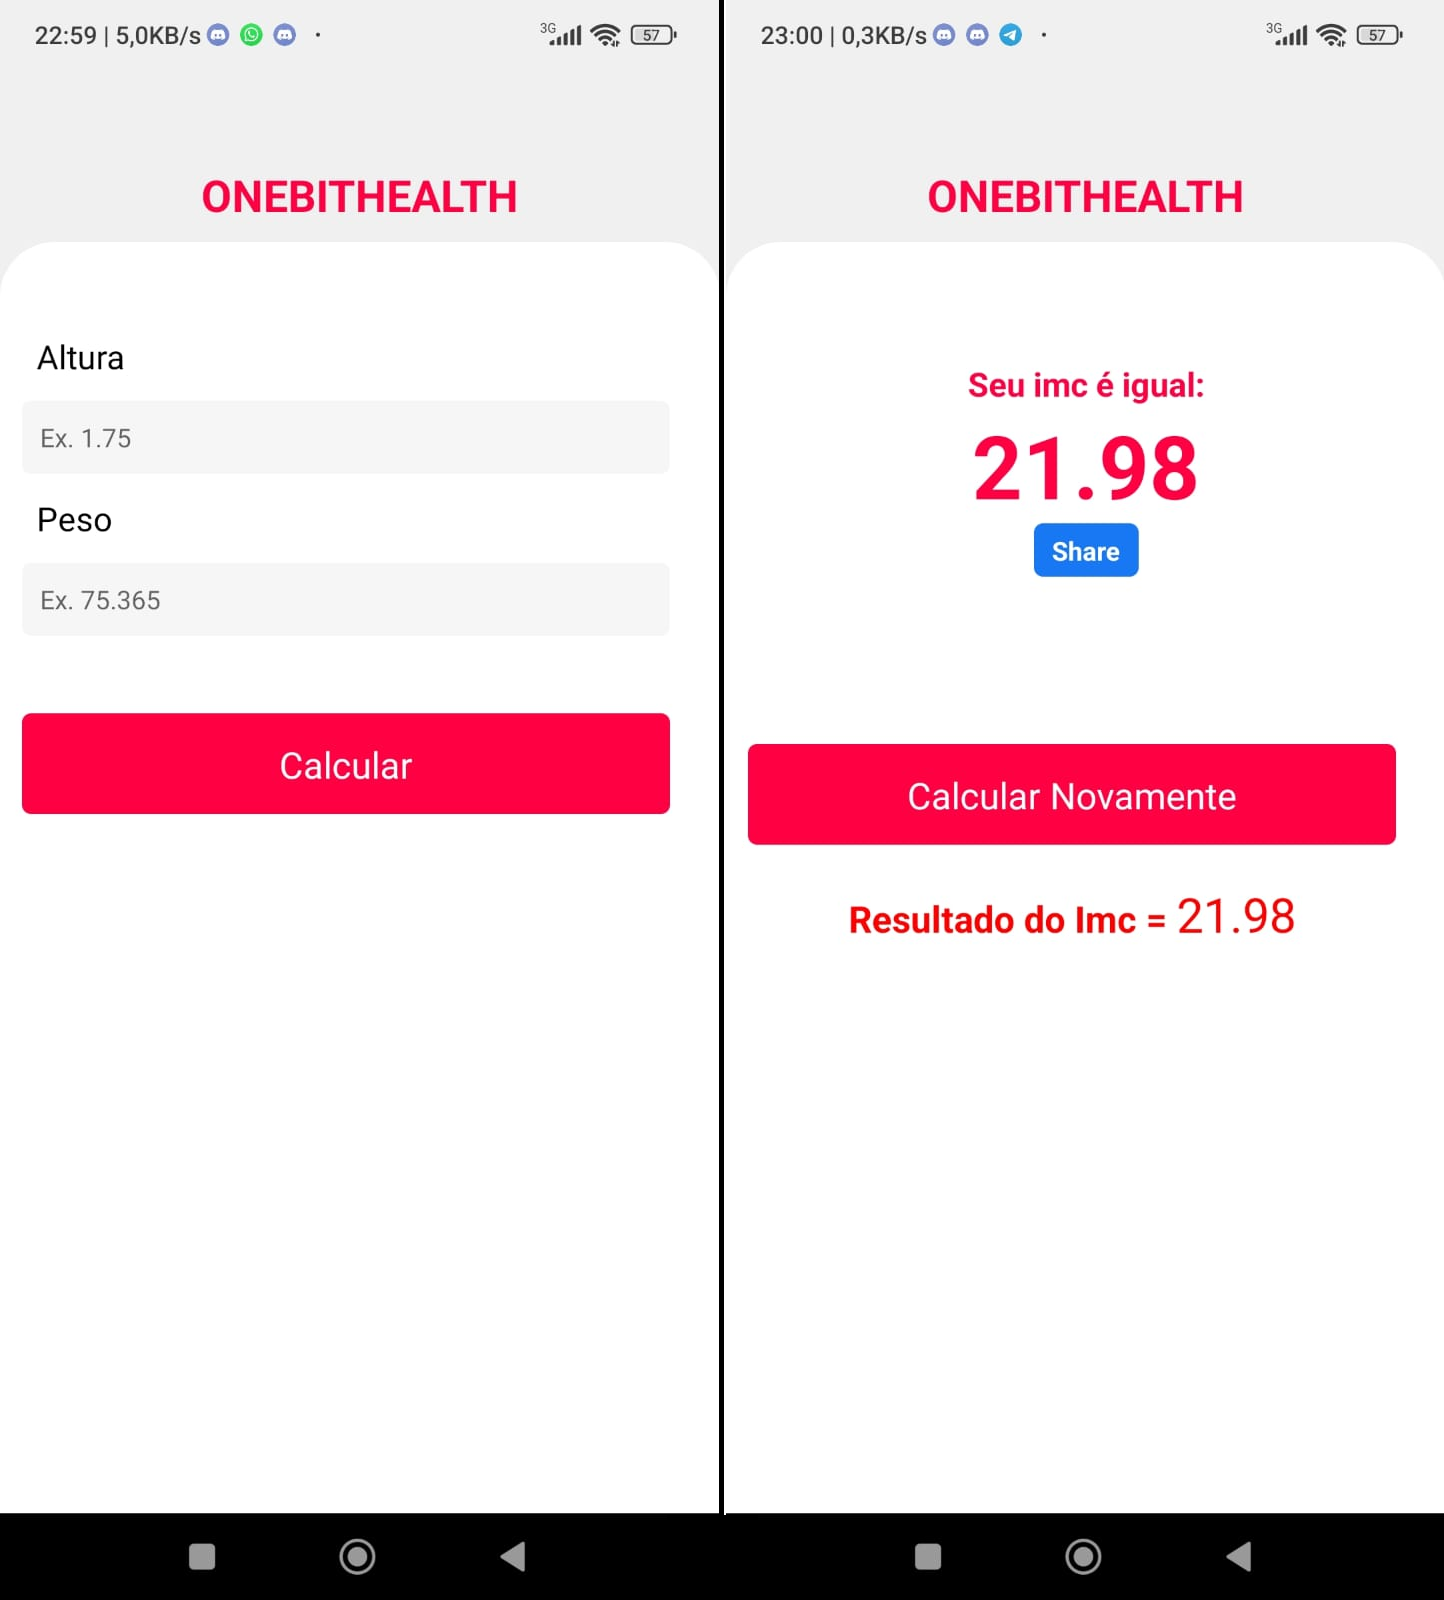 22:59 | 5,0KB/s
3G 57
ONEBITHEALTH
Altura
Ex. 1.75
Peso
Ex. 75.365
Calcular
23:00 | 0,3KB/s
3G 57
ONEBITHEALTH
Seu imc é igual:
21.98
Share
Calcular Novamente
Resultado do Imc = 21.98